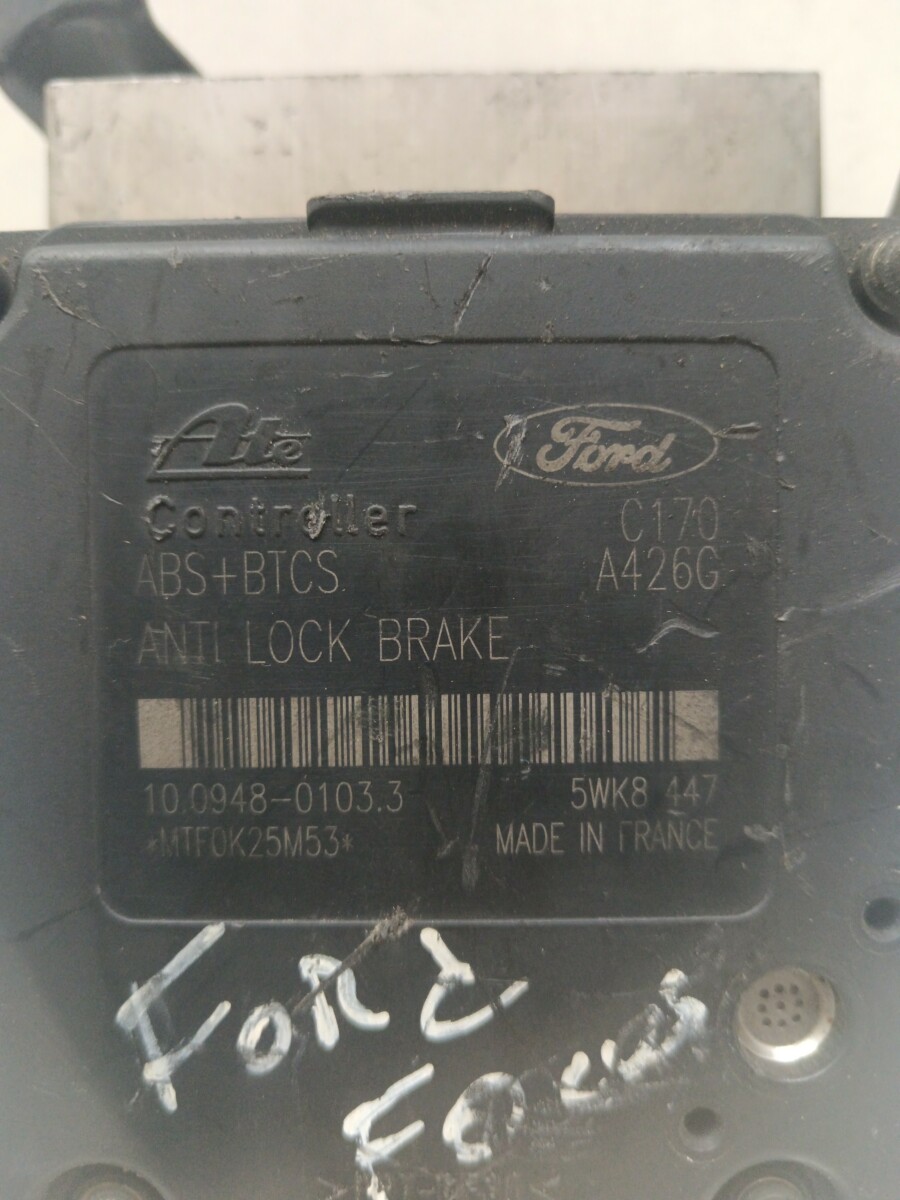 Ate Ford
Controller C170
ABS+BTCS A426G
ANTI LOCK BRAKE
10.0948-0103.3 5WK8 447
*MTF0K25M53* MADE IN FRANCE
FORD
FOCUS